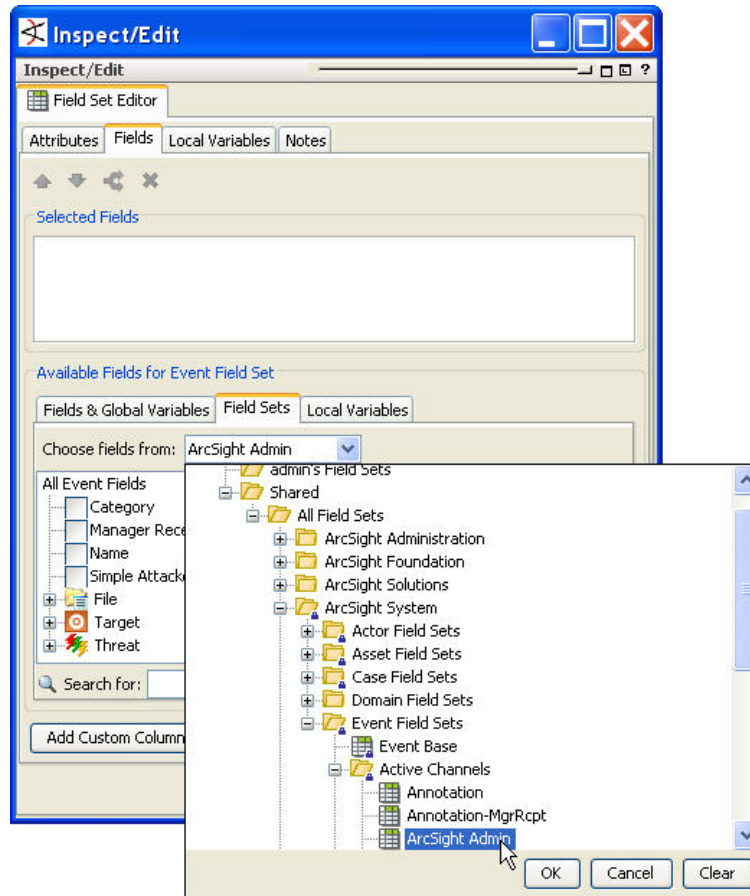 Inspect/Edit
Inspect/Edit
?
Field Set Editor
Attributes Fields Local Variables Notes
Selected Fields
Available Fields for Event Field Set
Fields & Global Variables Field Sets Local Variables
Choose fields from: ArcSight Admin
All Event Fields
Category
Manager Rece
Name
Simple Attack
File
Target
Threat
Search for:
Add Custom Column
admin's Field Sets
Shared
All Field Sets
ArcSight Administration
ArcSight Foundation
ArcSight Solutions
ArcSight System
Actor Field Sets
Asset Field Sets
Case Field Sets
Domain Field Sets
Event Field Sets
Event Base
Active Channels
Annotation
Annotation-MgrRcpt
ArcSight Admin
OK Cancel Clear